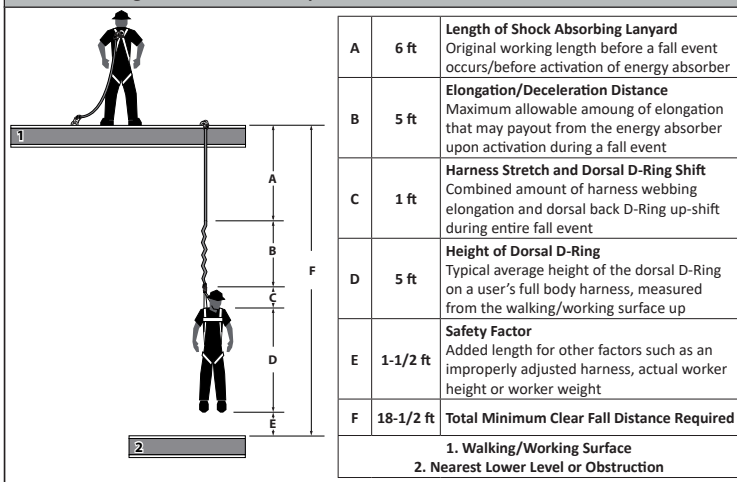 1
A
B
C
D
E
F
2
A 6 ft Length of Shock Absorbing Lanyard
Original working length before a fall event
occurs/before activation of energy absorber
B 5 ft Elongation/Deceleration Distance
Maximum allowable amoung of elongation
that may payout from the energy absorber
upon activation during a fall event
C 1 ft Harness Stretch and Dorsal D-Ring Shift
Combined amount of harness webbing
elongation and dorsal back D-Ring up-shift
during entire fall event
D 5 ft Height of Dorsal D-Ring
Typical average height of the dorsal D-Ring
on a user’s full body harness, measured
from the walking/working surface up
E 1-1/2 ft Safety Factor
Added length for other factors such as an
improperly adjusted harness, actual worker
height or worker weight
F 18-1/2 ft Total Minimum Clear Fall Distance Required
1. Walking/Working Surface
2. Nearest Lower Level or Obstruction